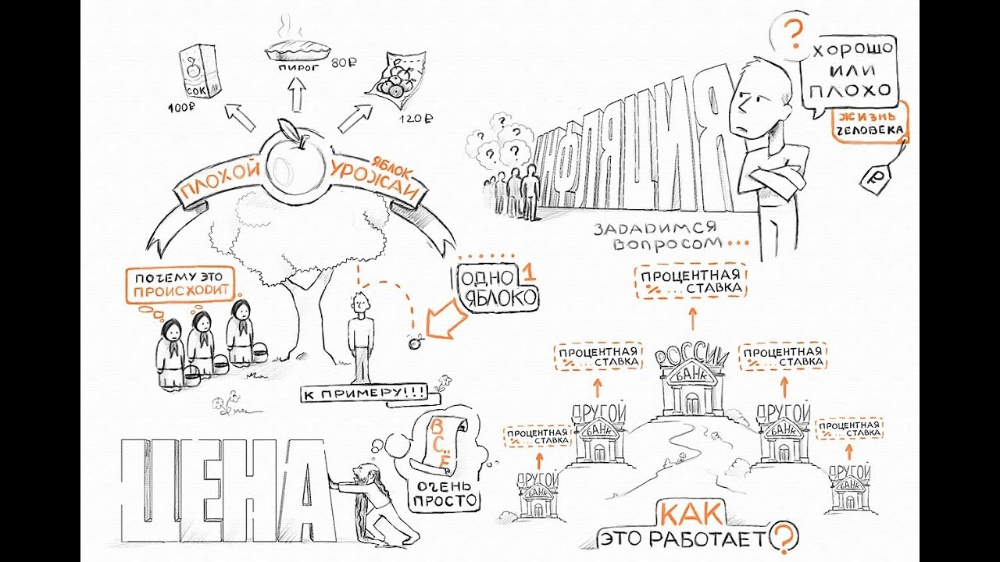 СОК
100₽
ПИРОГ
80₽
120₽
ПЛОХОЙ
УРОЖАЙ
ЯБЛОК
ПОЧЕМУ ЭТО
ПРОИСХОДИТ
ОДНО 1
ЯБЛОКО
К ПРИМЕРУ!!!
ЦЕНА
ВСЁ
ОЧЕНЬ
ПРОСТО
?
ХОРОШО
ИЛИ
ПЛОХО
ЖИЗНЬ
ЧЕЛОВЕКА
₽
? ? ? ?
ИНФЛЯЦИЯ
ЗАДАДИМСЯ
ВОПРОСОМ...
ПРОЦЕНТНАЯ
%...СТАВКА
ПРОЦЕНТНАЯ
%...СТАВКА
ПРОЦЕНТНАЯ
%...СТАВКА
РОССИИ
БАНК
ДРУГОЙ
БАНК
ДРУГОЙ
БАНК
ПРОЦЕНТНАЯ
%...СТАВКА
ПРОЦЕНТНАЯ
%...СТАВКА
ДРУГОЙ
БАНК
ДРУГОЙ
БАНК
КАК
ЭТО РАБОТАЕТ?